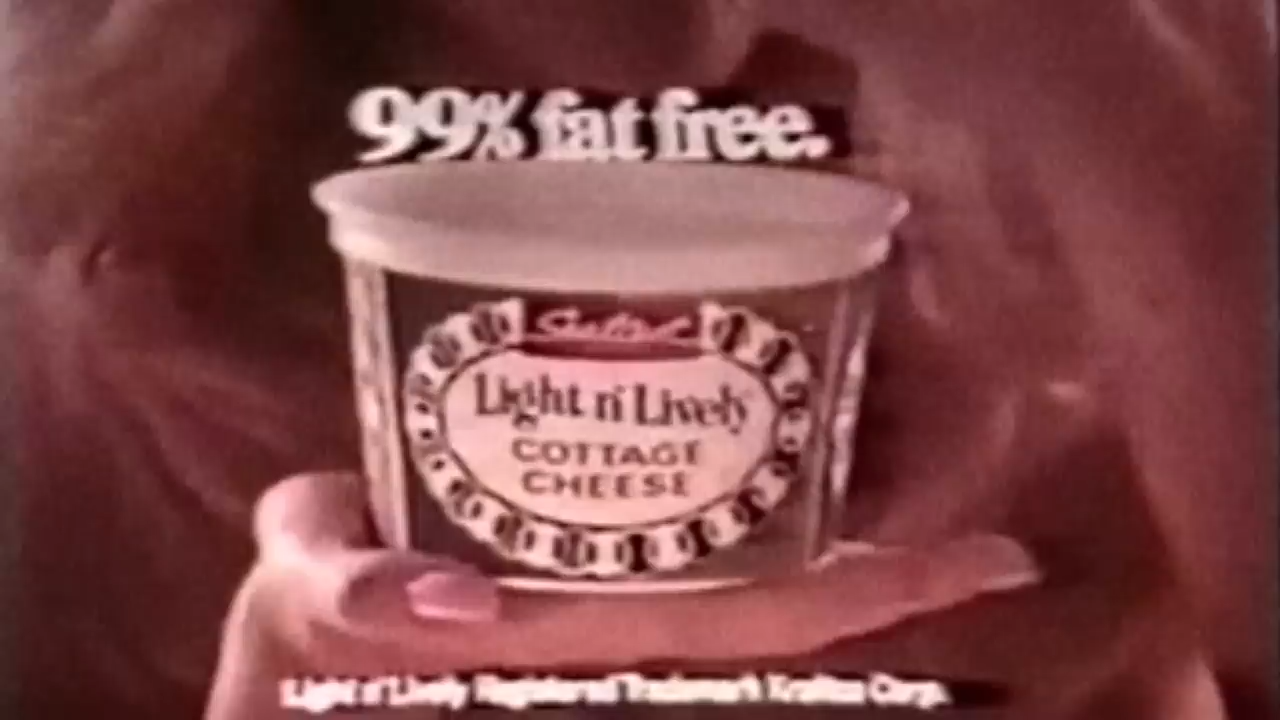 99% fat free.
Sealtest
Light n' Lively
COTTAGE
CHEESE
Light n' Lively Registered Trademark Kraftco Corp.